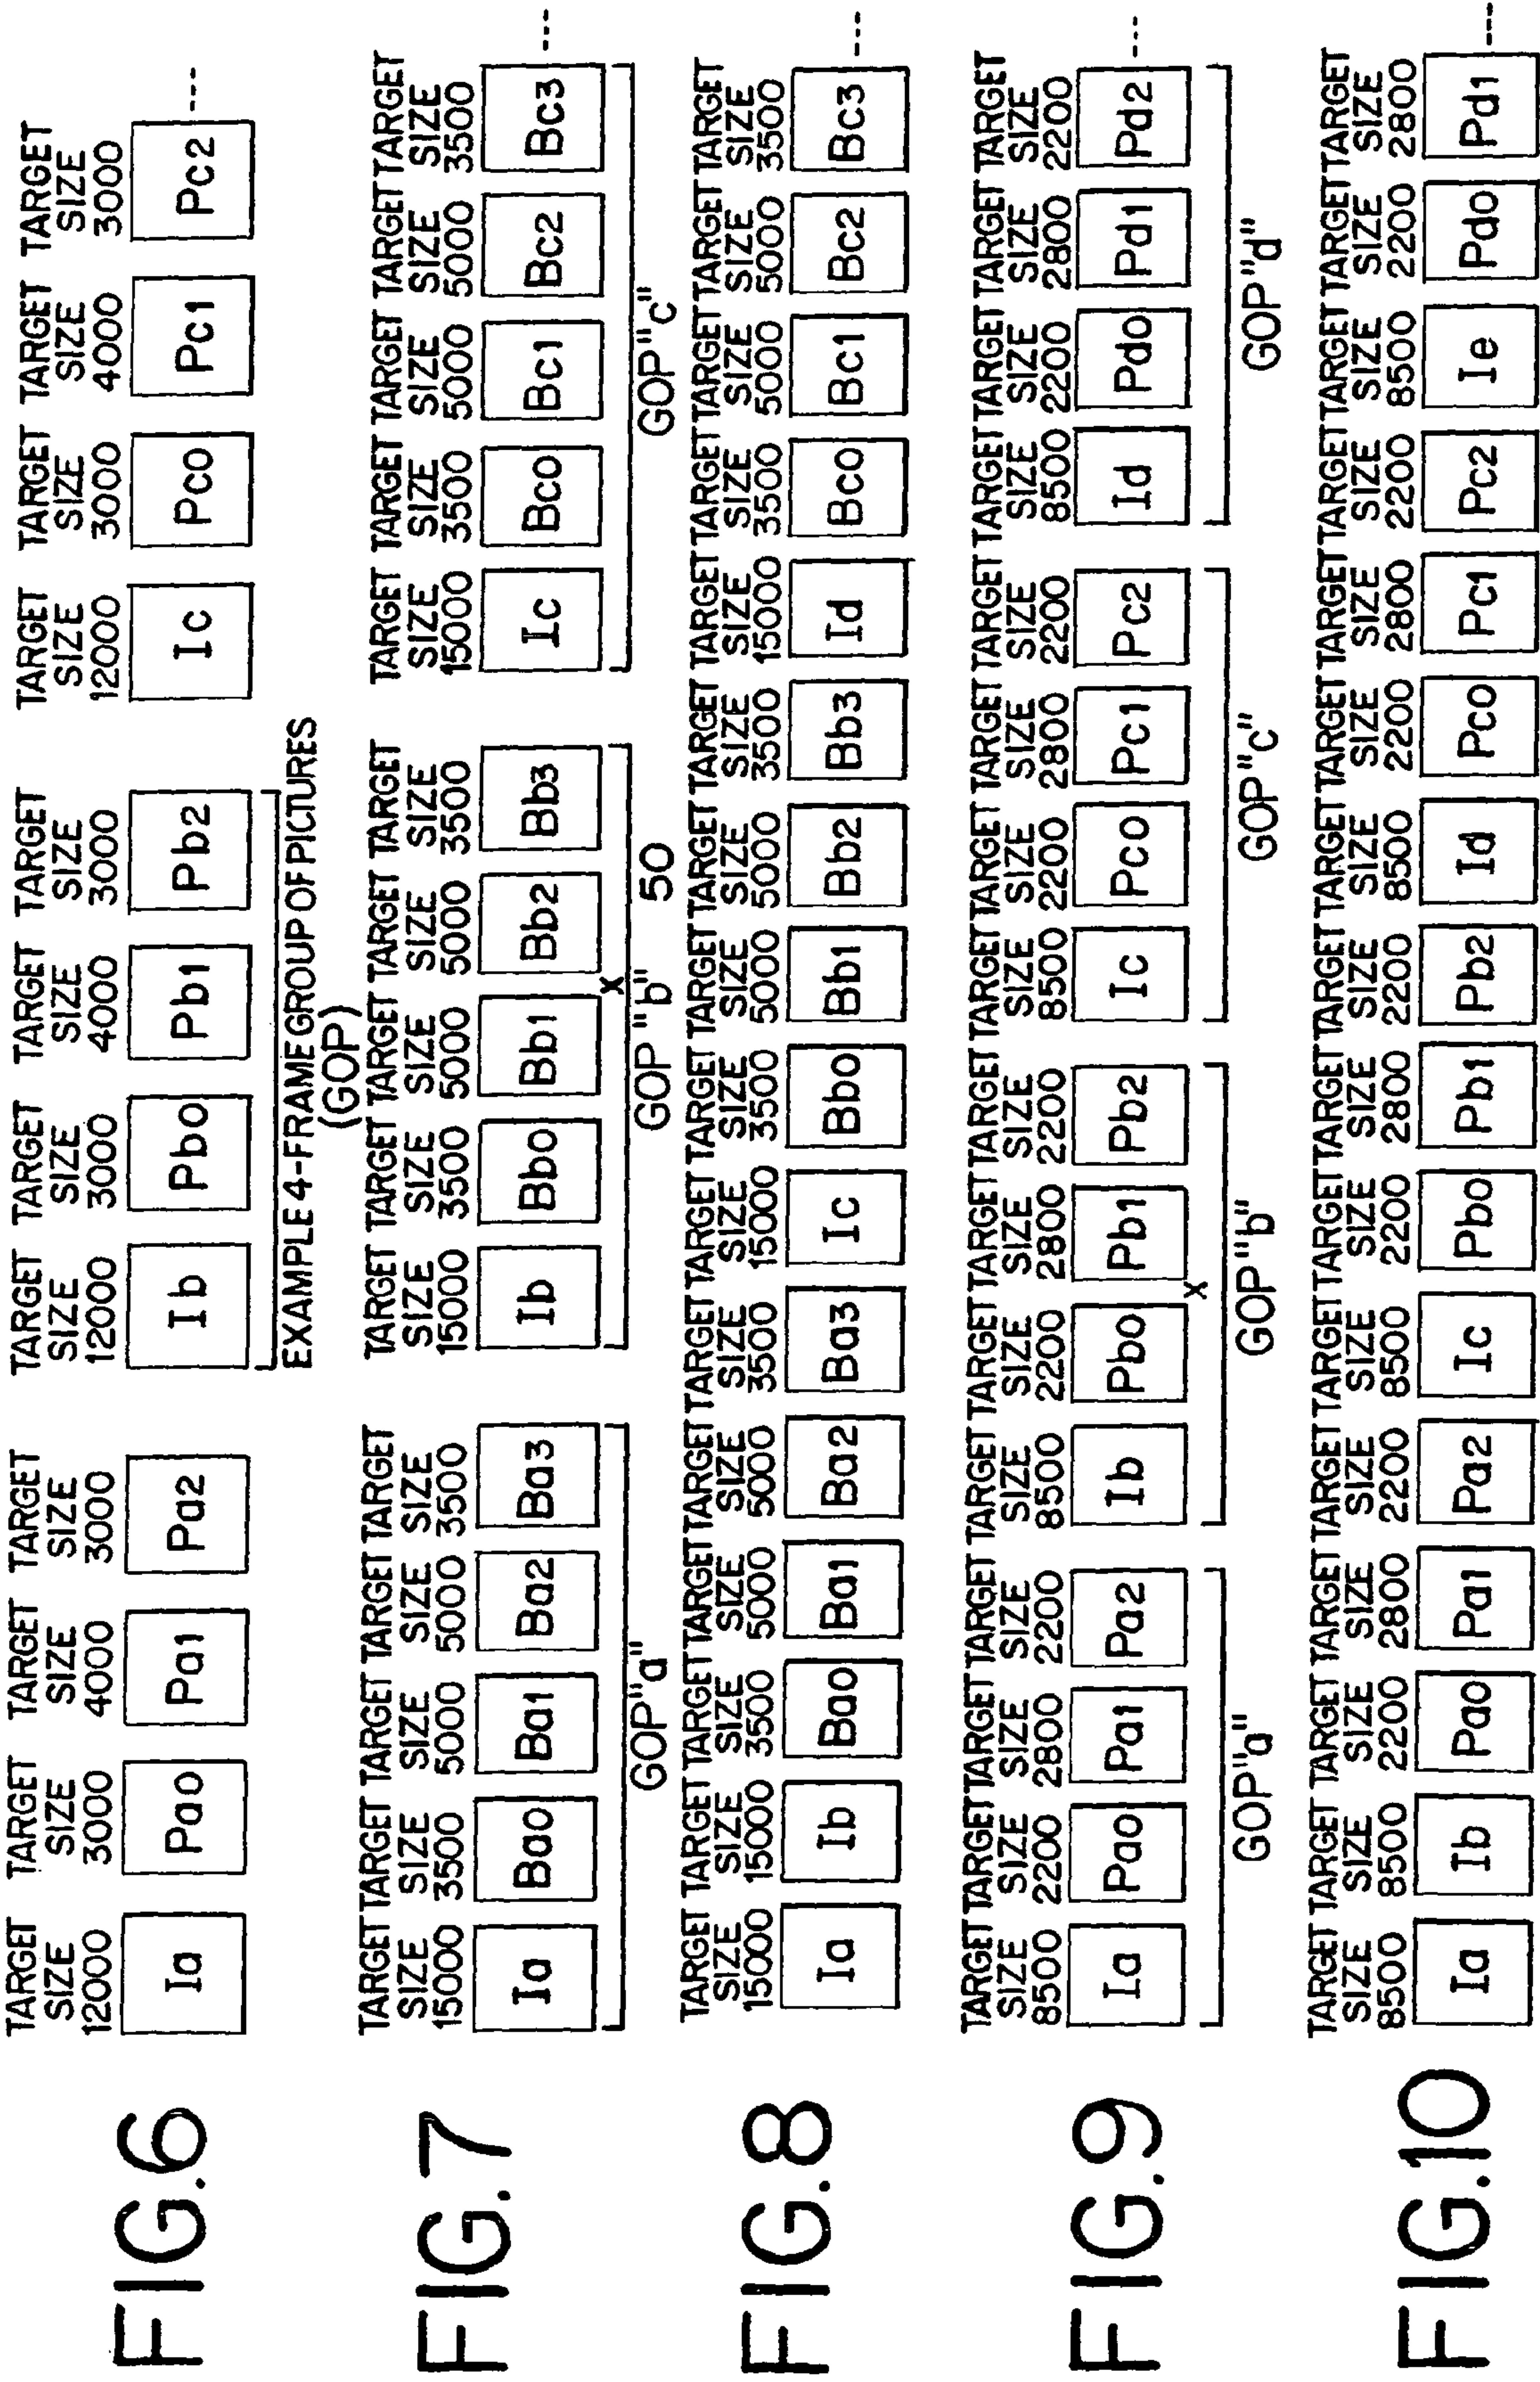 FIG.6
TARGET TARGET TARGET TARGET TARGET TARGET TARGET TARGET TARGET TARGET TARGET TARGET
SIZE SIZE SIZE SIZE SIZE SIZE SIZE SIZE SIZE SIZE SIZE SIZE
12000 3000 4000 3000 12000 3000 4000 3000 12000 3000 4000 3000
Ia Pa0 Pa1 Pa2 Ib Pb0 Pb1 Pb2 Ic Pc0 Pc1 Pc2 ---
EXAMPLE 4-FRAME GROUP OF PICTURES
(GOP)
FIG.7
TARGET TARGET TARGET TARGET TARGET TARGET TARGET TARGET TARGET TARGET TARGET TARGET TARGET TARGET TARGET
SIZE SIZE SIZE SIZE SIZE SIZE SIZE SIZE SIZE SIZE SIZE SIZE SIZE SIZE SIZE
15000 3500 5000 5000 3500 15000 3500 5000 5000 3500 15000 3500 5000 5000 3500
Ia Ba0 Ba1 Ba2 Ba3 Ib Bb0 Bb1 Bb2 Bb3 Ic Bc0 Bc1 Bc2 Bc3 ---
x
GOP"a" GOP"b" 50 GOP"c"
FIG.8
TARGET TARGET TARGET TARGET TARGET TARGET TARGET TARGET TARGET TARGET TARGET TARGET TARGET TARGET TARGET TARGET
SIZE SIZE SIZE SIZE SIZE SIZE SIZE SIZE SIZE SIZE SIZE SIZE SIZE SIZE SIZE SIZE
15000 15000 3500 5000 5000 3500 15000 3500 5000 5000 3500 15000 3500 5000 5000 3500
Ia Ib Ba0 Ba1 Ba2 Ba3 Ic Bb0 Bb1 Bb2 Bb3 Id Bc0 Bc1 Bc2 Bc3 ---
FIG.9
TARGET TARGET TARGET TARGET TARGET TARGET TARGET TARGET TARGET TARGET TARGET TARGET TARGET TARGET TARGET TARGET
SIZE SIZE SIZE SIZE SIZE SIZE SIZE SIZE SIZE SIZE SIZE SIZE SIZE SIZE SIZE SIZE
8500 2200 2800 2200 8500 2200 2800 2200 8500 2200 2800 2200 8500 2200 2800 2200
Ia Pa0 Pa1 Pa2 Ib Pb0 Pb1 Pb2 Ic Pc0 Pc1 Pc2 Id Pd0 Pd1 Pd2 ---
x
GOP"a" GOP"b" GOP"c" GOP"d"
FIG.10
TARGET TARGET TARGET TARGET TARGET TARGET TARGET TARGET TARGET TARGET TARGET TARGET TARGET TARGET TARGET TARGET
SIZE SIZE SIZE SIZE SIZE SIZE SIZE SIZE SIZE SIZE SIZE SIZE SIZE SIZE SIZE SIZE
8500 8500 2200 2800 2200 8500 2200 2800 2200 8500 2200 2800 2200 8500 2200 2800
Ia Ib Pa0 Pa1 Pa2 Ic Pb0 Pb1 Pb2 Id Pc0 Pc1 Pc2 Ie Pd0 Pd1 ---